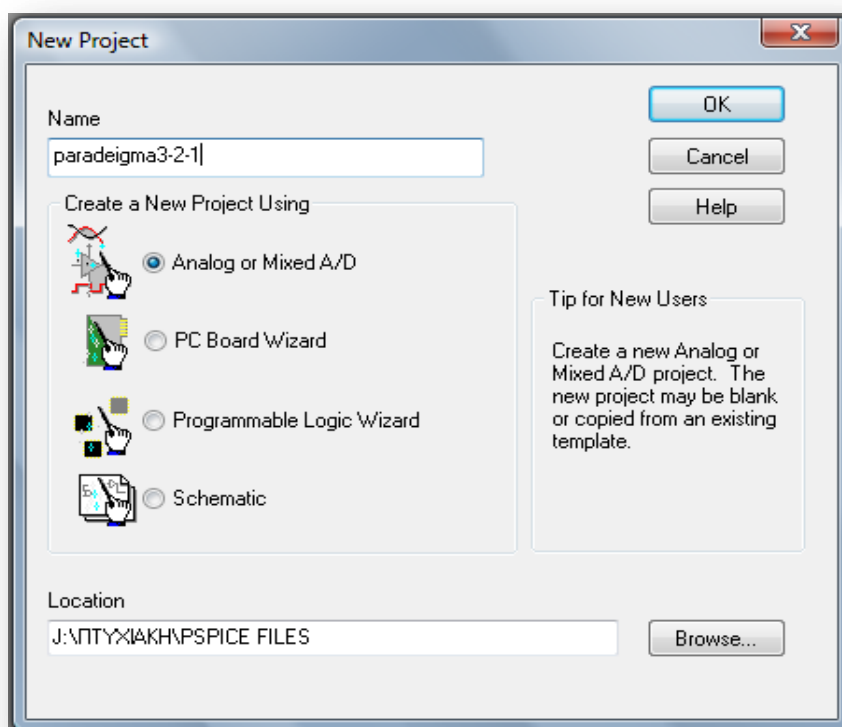 New Project
Name
paradeigma3-2-1
Create a New Project Using
Analog or Mixed A/D
PC Board Wizard
Programmable Logic Wizard
Schematic
OK
Cancel
Help
Tip for New Users
Create a new Analog or
Mixed A/D project. The
new project may be blank
or copied from an existing
template.
Location
J:\ΠΤΥΧΙΑΚΗ\PSPICE FILES
Browse...